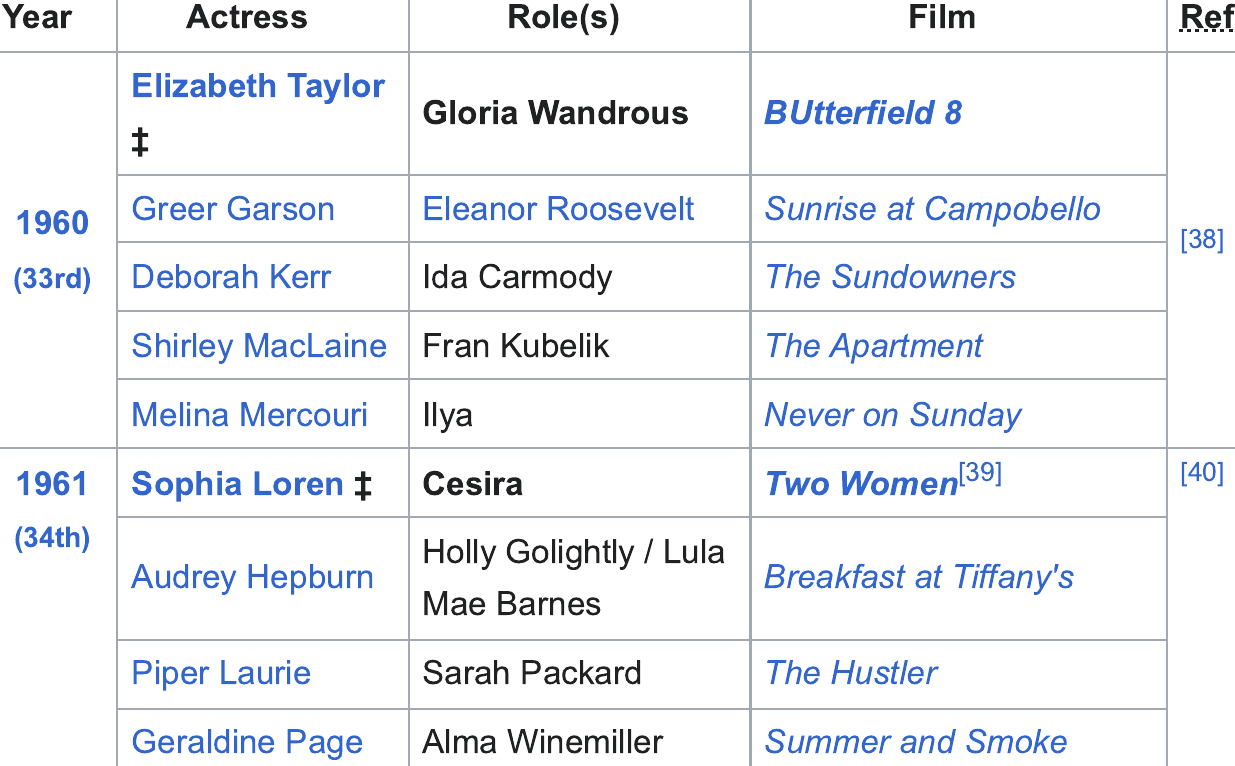 Year Actress Role(s) Film Ref
Elizabeth Taylor
‡
Gloria Wandrous
BUtterfield 8
1960
(33rd)
Greer Garson Eleanor Roosevelt Sunrise at Campobello
[38]
Deborah Kerr Ida Carmody The Sundowners
Shirley MacLaine Fran Kubelik The Apartment
Melina Mercouri Ilya Never on Sunday
1961
(34th)
Sophia Loren ‡ Cesira Two Women[39] [40]
Audrey Hepburn
Holly Golightly / Lula
Mae Barnes
Breakfast at Tiffany's
Piper Laurie Sarah Packard The Hustler
Geraldine Page Alma Winemiller Summer and Smoke